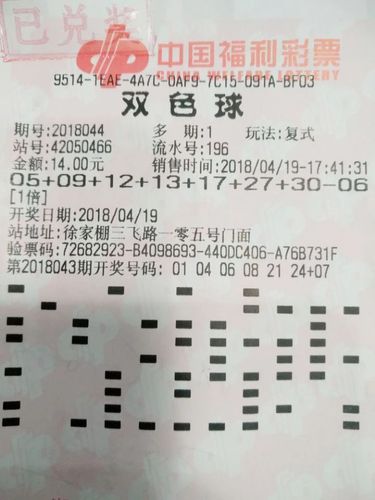 已兑奖
中国福利彩票
CHINA WELFARE LOTTERY
9514-1EAE-4A7C-0AF9-7C15-091A-BF03
双色球
期号:2018044 多 期:1 玩法:复式
站号:42050466 流水号:196
金额:14.00元 销售时间:2018/04/19-17:41:31
05+09+12+13+17+27+30-06
[1倍]
开奖日期:2018/04/19
站地址:徐家棚三飞路一零五号门面
验票码:72682923-B4098693-440DC406-A76B731F
第2018043期开奖号码: 01 04 06 08 21 24+07